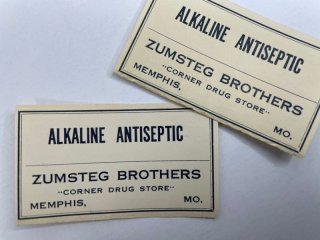 ALKALINE ANTISEPTIC
ZUMSTEG BROTHERS
"CORNER DRUG STORE"
MEMPHIS, MO.
ALKALINE ANTISEPTIC
ZUMSTEG BROTHERS
"CORNER DRUG STORE"
MEMPHIS, MO.